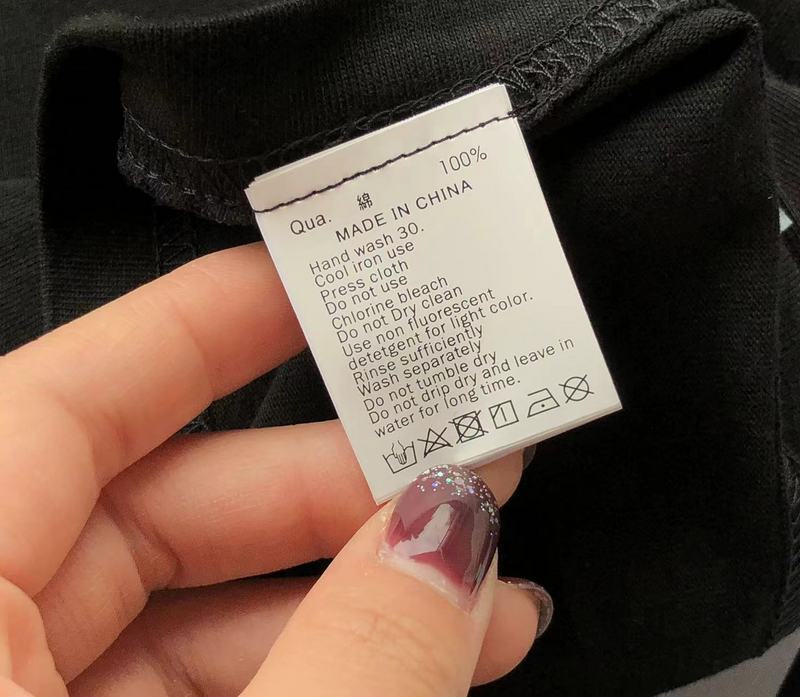 Qua. 綿 100%
MADE IN CHINA
Hand wash 30.
Cool iron use
Press cloth
Do not use
Chlorine bleach
Do not Dry clean
Use non fluorescent
detetgent for light color.
Rinse sufficiently
Wash separately
Do not tumble dry
Do not drip dry and leave in
water for long time.